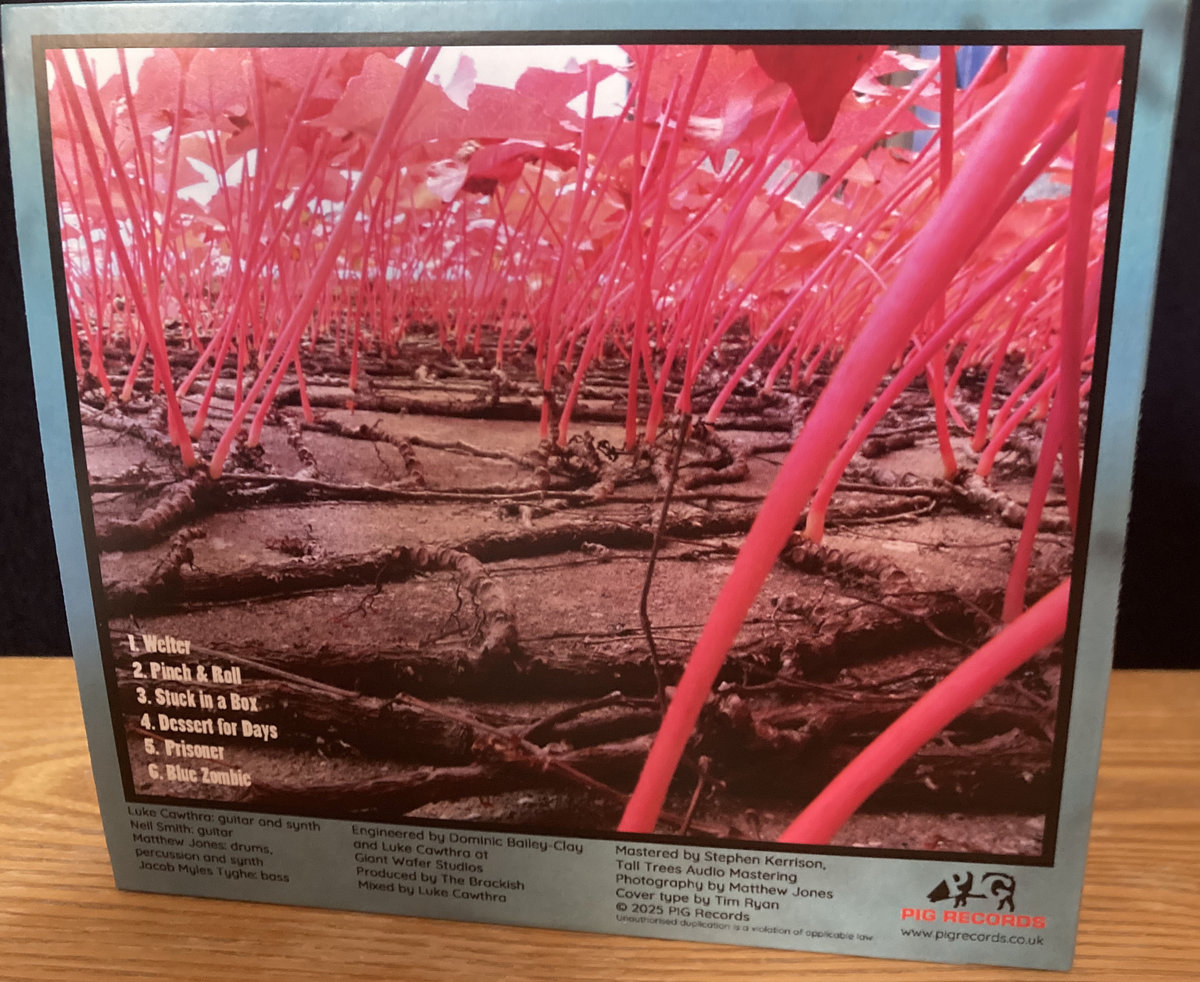 1. Welter
2. Pinch & Roll
3. Stuck in a Box
4. Dessert for Days
5. Prisoner
6. Blue Zombie
Luke Cawthra: guitar and synth
Neil Smith: guitar
Matthew Jones: drums,
percussion and synth
Jacob Myles Tyghe: bass
Engineered by Dominic Bailey-Clay
and Luke Cawthra at
Giant Wafer Studios
Produced by The Brackish
Mixed by Luke Cawthra
Mastered by Stephen Kerrison,
Tall Trees Audio Mastering
Photography by Matthew Jones
Cover type by Tim Ryan
© 2025 PIG Records
Unauthorised duplication is a violation of applicable law
PIG
PIG RECORDS
www.pigrecords.co.uk